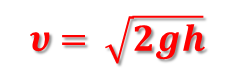 v = √2gh